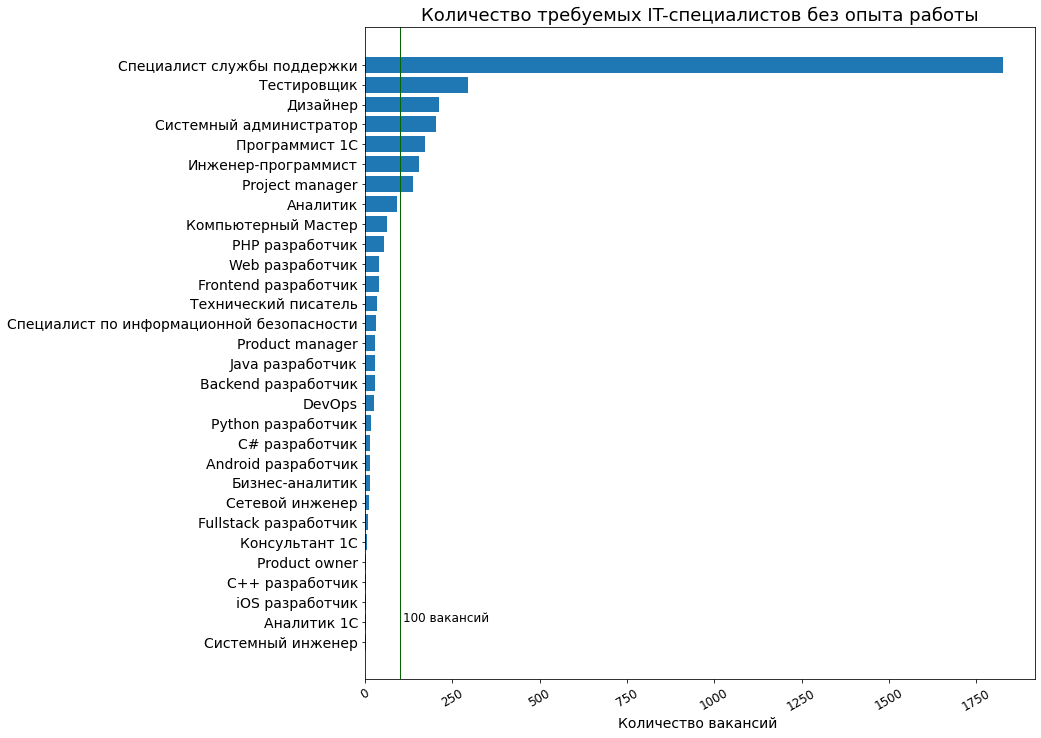 Количество требуемых IT-специалистов без опыта работы
Специалист службы поддержки
Тестировщик
Дизайнер
Системный администратор
Программист 1С
Инженер-программист
Project manager
Аналитик
Компьютерный Мастер
PHP разработчик
Web разработчик
Frontend разработчик
Технический писатель
Специалист по информационной безопасности
Product manager
Java разработчик
Backend разработчик
DevOps
Python разработчик
C# разработчик
Android разработчик
Бизнес-аналитик
Сетевой инженер
Fullstack разработчик
Консультант 1С
Product owner
C++ разработчик
iOS разработчик
Аналитик 1С
100 вакансий
Системный инженер
0 250 500 750 1000 1250 1500 1750
Количество вакансий